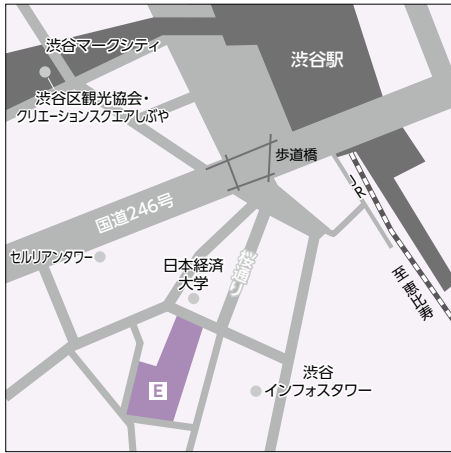 渋谷マークシティ
渋谷駅
渋谷区観光協会・
クリエーションスクエアしぶや
歩道橋
JR
国道246号
至恵比寿
セルリアンタワー
日本経済
大学
桜通り
E
渋谷
インフォスタワー